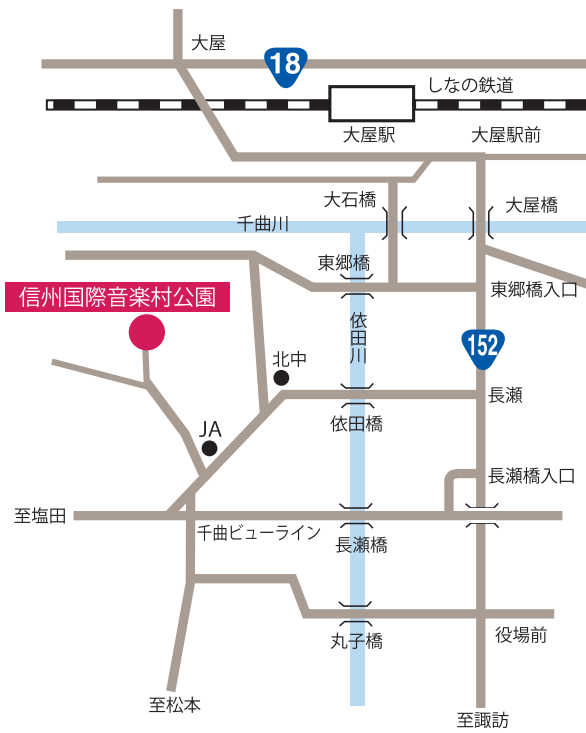 大屋
18
しなの鉄道
大屋駅
大屋駅前
大石橋
大屋橋
千曲川
東郷橋
東郷橋入口
信州国際音楽村公園
依田川
152
北中
長瀬
依田橋
JA
長瀬橋入口
至塩田
千曲ビューライン
長瀬橋
丸子橋
役場前
至松本
至諏訪